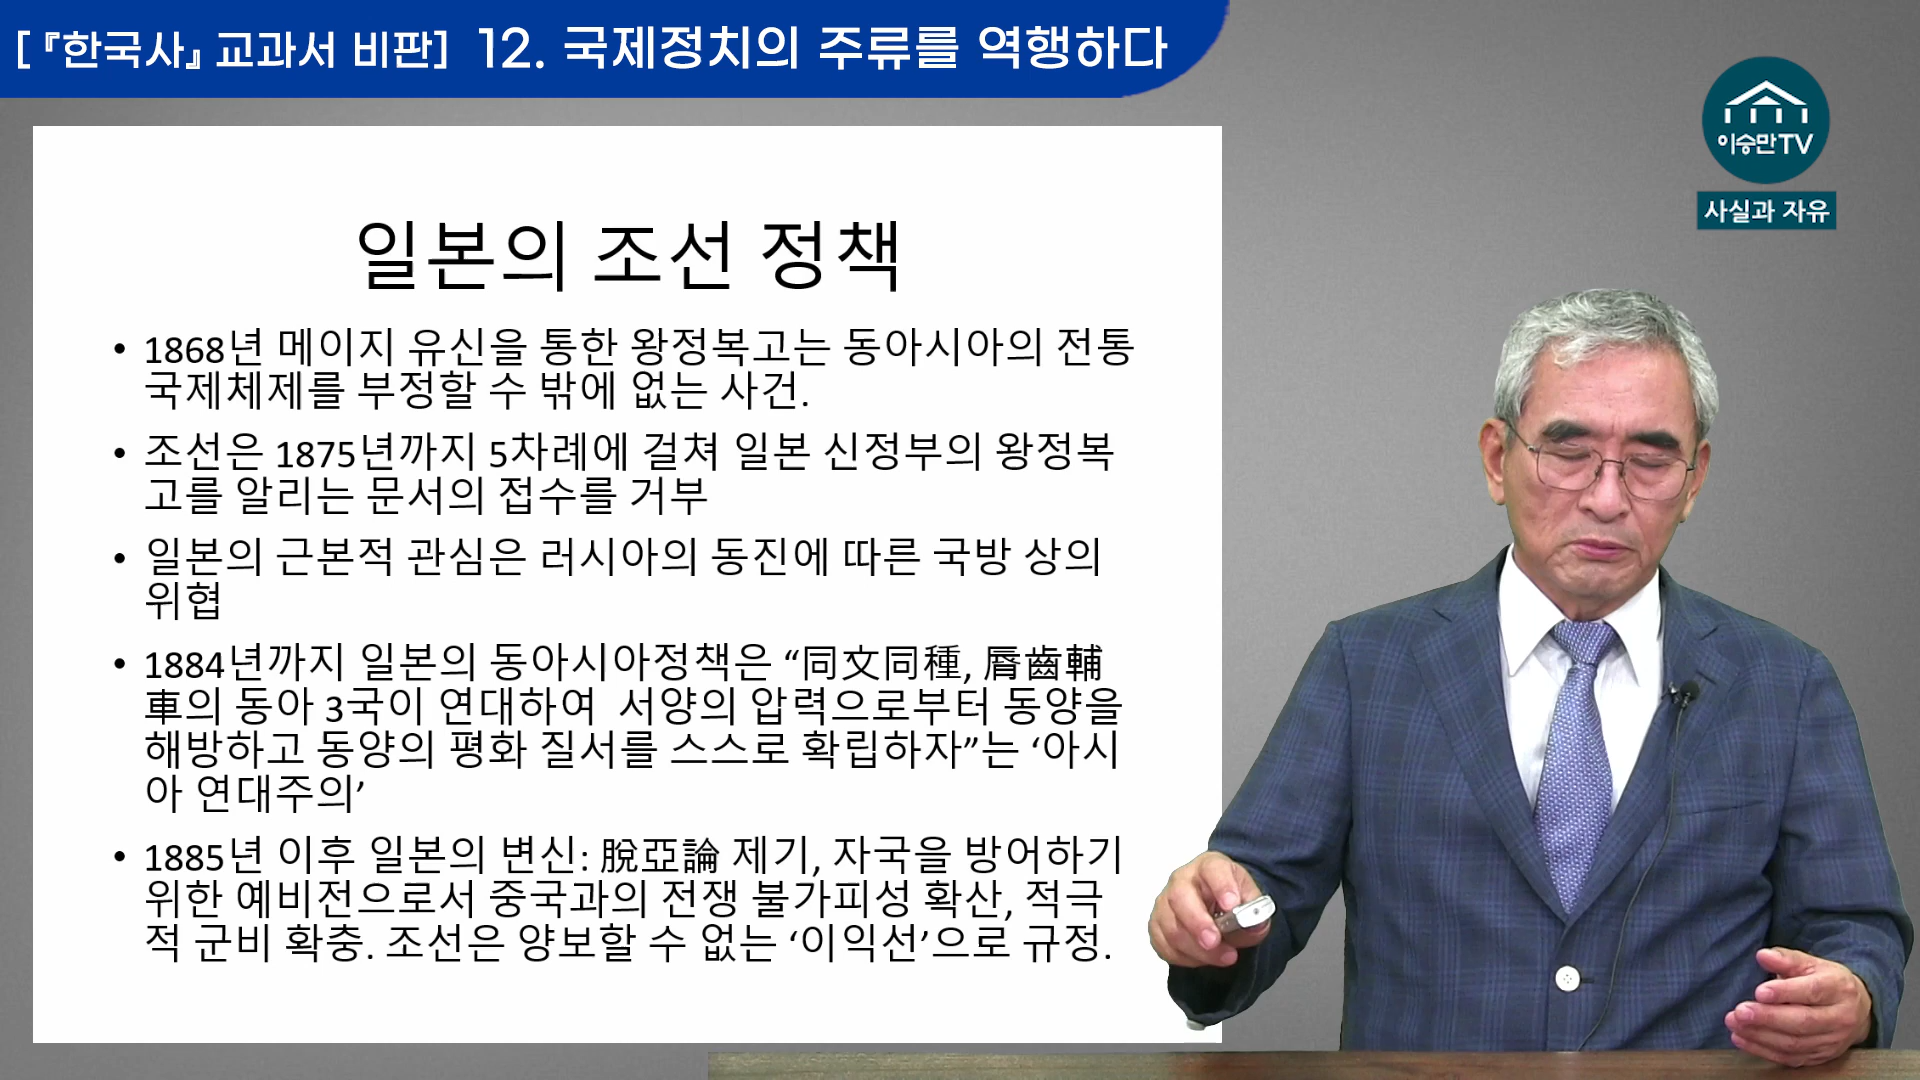 [『한국사』 교과서 비판] 12. 국제정치의 주류를 역행하다
이승만TV
사실과 자유
일본의 조선 정책
• 1868년 메이지 유신을 통한 왕정복고는 동아시아의 전통
국제체제를 부정할 수 밖에 없는 사건.
• 조선은 1875년까지 5차례에 걸쳐 일본 신정부의 왕정복
고를 알리는 문서의 접수를 거부
• 일본의 근본적 관심은 러시아의 동진에 따른 국방 상의
위협
• 1884년까지 일본의 동아시아정책은 “同文同種, 脣齒輔
車의 동아 3국이 연대하여 서양의 압력으로부터 동양을
해방하고 동양의 평화 질서를 스스로 확립하자”는 ‘아시
아 연대주의’
• 1885년 이후 일본의 변신: 脫亞論 제기, 자국을 방어하기
위한 예비전으로서 중국과의 전쟁 불가피성 확산, 적극
적 군비 확충. 조선은 양보할 수 없는 ‘이익선’으로 규정.